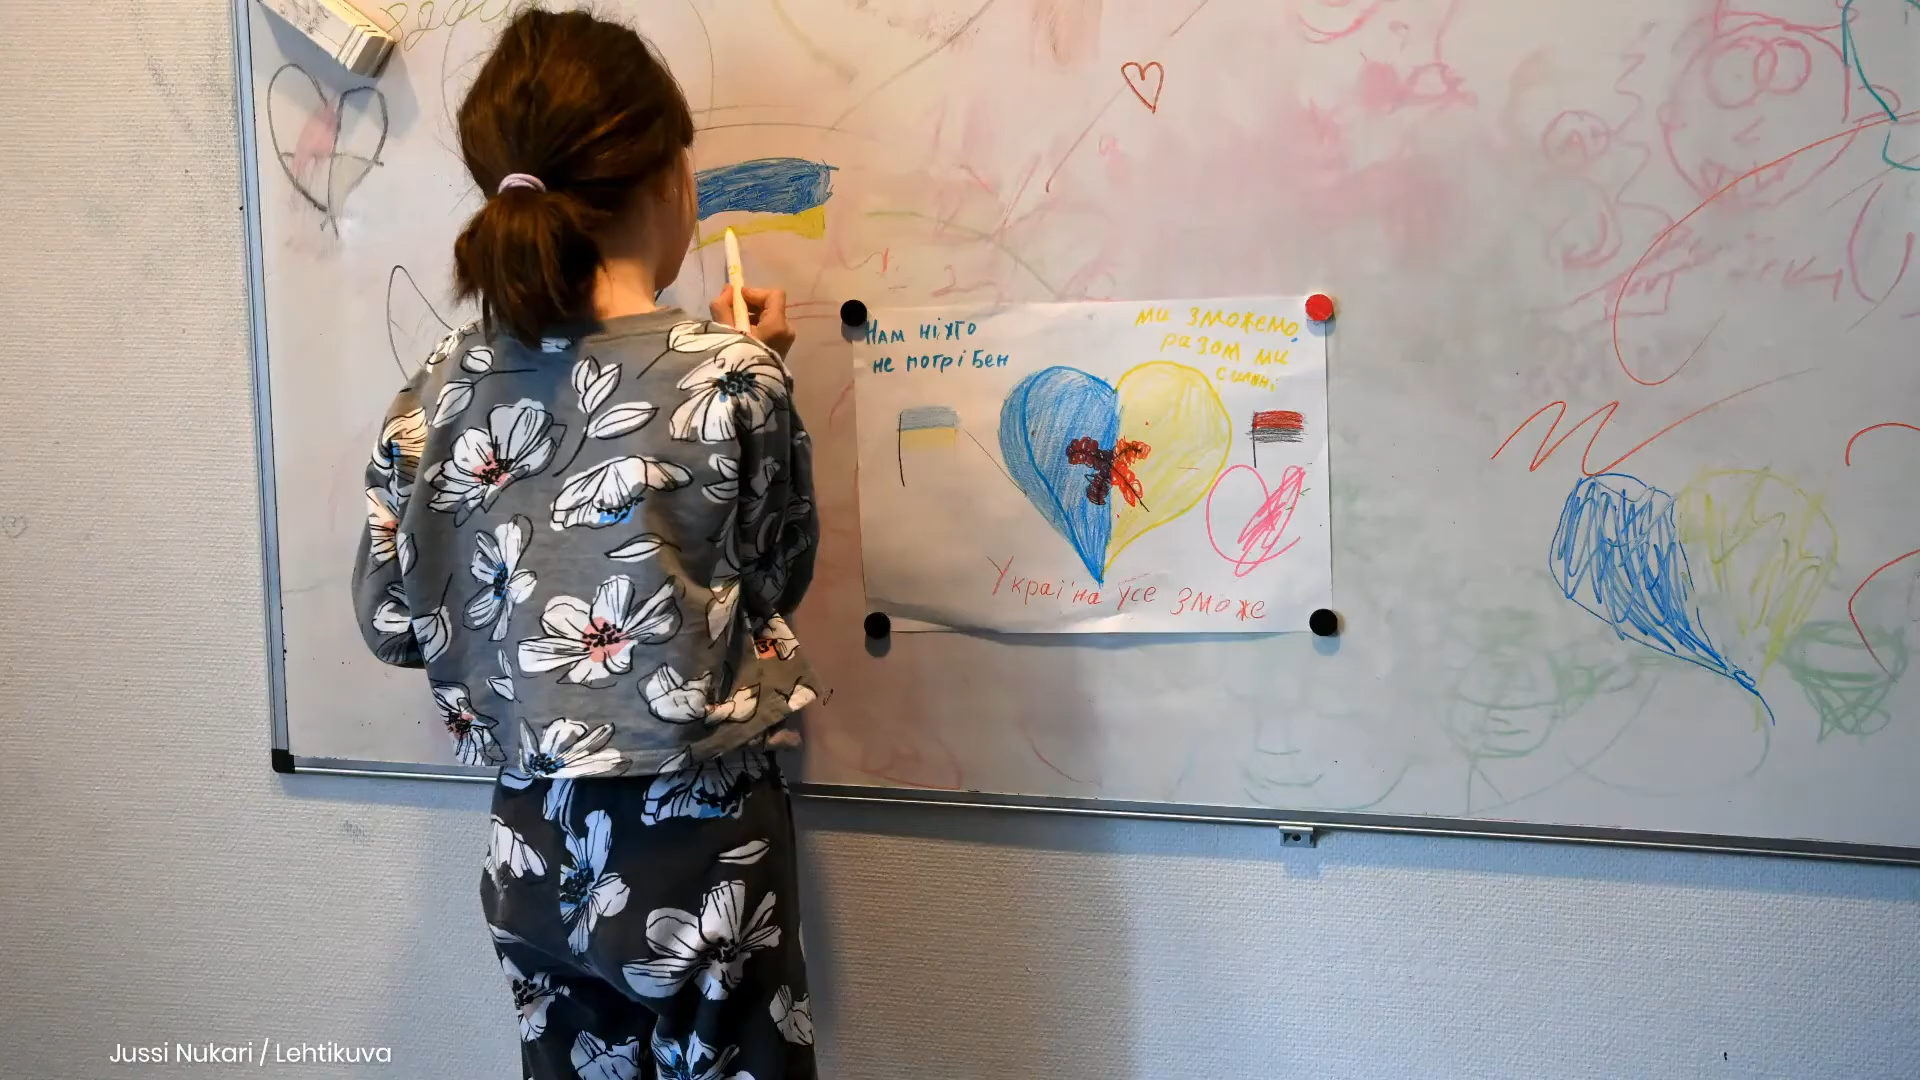 Нам ніхто
не потрібен
ми зможемо,
разом ми
сильні
Україна усе зможе
Jussi Nukari / Lehtikuva